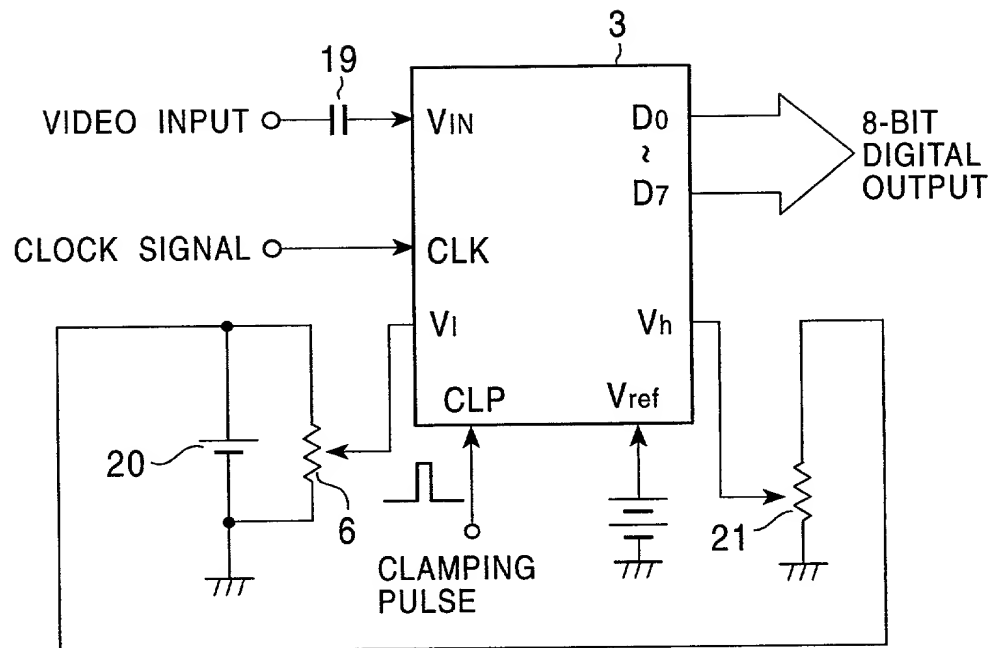 3
19
VIDEO INPUT
VIN
D0
~
D7
8-BIT
DIGITAL
OUTPUT
CLOCK SIGNAL
CLK
Vl
Vh
CLP
Vref
20
6
21
CLAMPING
PULSE